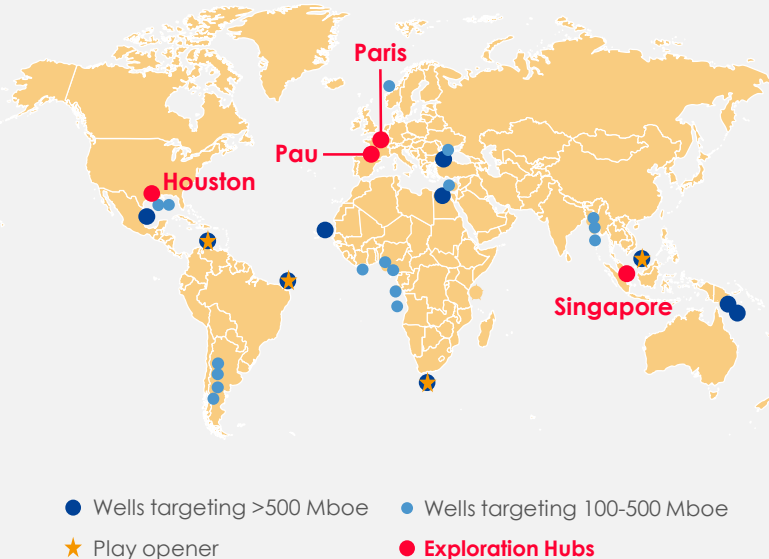 Paris
Pau
Houston
Singapore
Wells targeting >500 Mboe
Wells targeting 100-500 Mboe
Play opener
Exploration Hubs